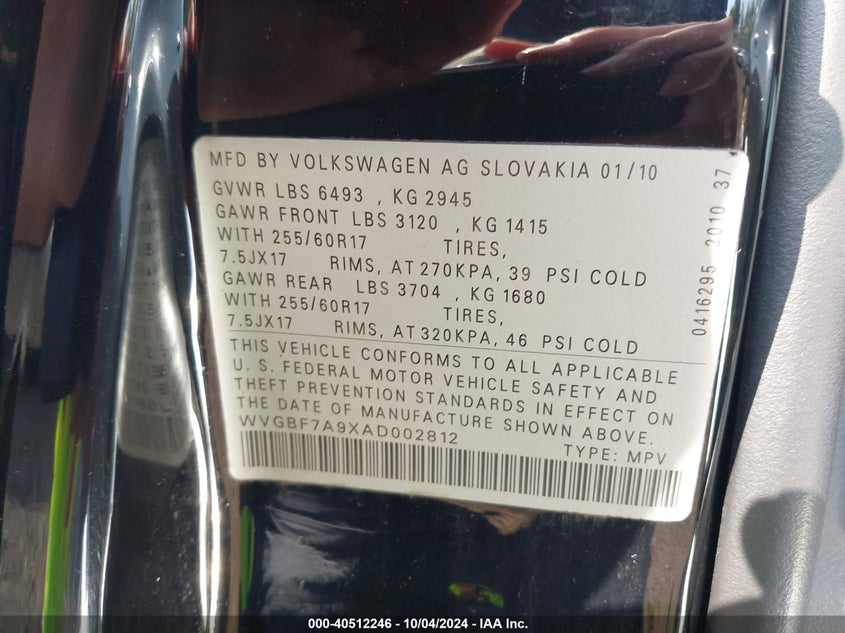 MFD BY VOLKSWAGEN AG SLOVAKIA 01/10
GVWR LBS 6493 , KG 2945
GAWR FRONT LBS 3120 , KG 1415
WITH 255/60R17 TIRES,
7.5JX17 RIMS, AT 270KPA, 39 PSI COLD
GAWR REAR LBS 3704 , KG 1680
WITH 255/60R17 TIRES,
7.5JX17 RIMS, AT 320KPA, 46 PSI COLD
THIS VEHICLE CONFORMS TO ALL APPLICABLE
U. S. FEDERAL MOTOR VEHICLE SAFETY AND
THEFT PREVENTION STANDARDS IN EFFECT ON
THE DATE OF MANUFACTURE SHOWN ABOVE.
WVGBF7A9XAD002812
TYPE: MPV
0416295 2010 37
000-40512246 - 10/04/2024 - IAA Inc.